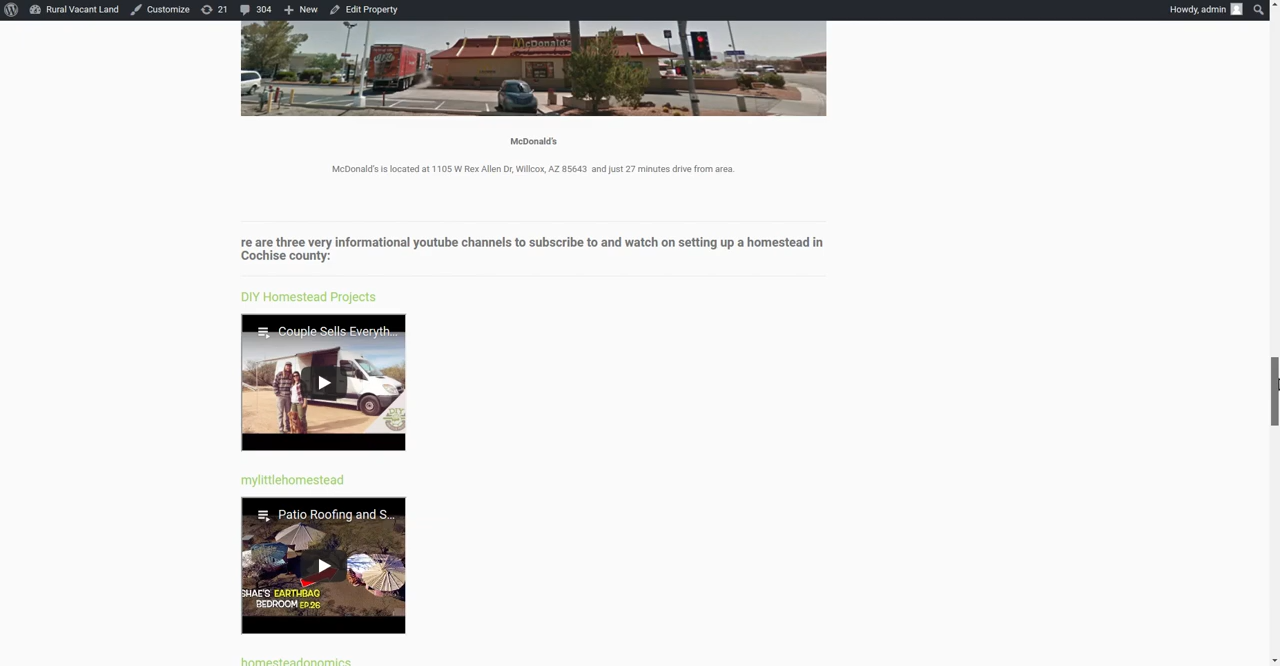 Rural Vacant Land Customize 21 304 New Edit Property Howdy, admin
McDonald's
McDonald's
McDonald's is located at 1105 W Rex Allen Dr, Willcox, AZ 85643 and just 27 minutes drive from area.
re are three very informational youtube channels to subscribe to and watch on setting up a homestead in
Cochise county:
DIY Homestead Projects
Couple Sells Everyth...
DIY
mylittlehomestead
Patio Roofing and S...
SHAE'S EARTHBAG
BEDROOM EP.26
homesteadonomics